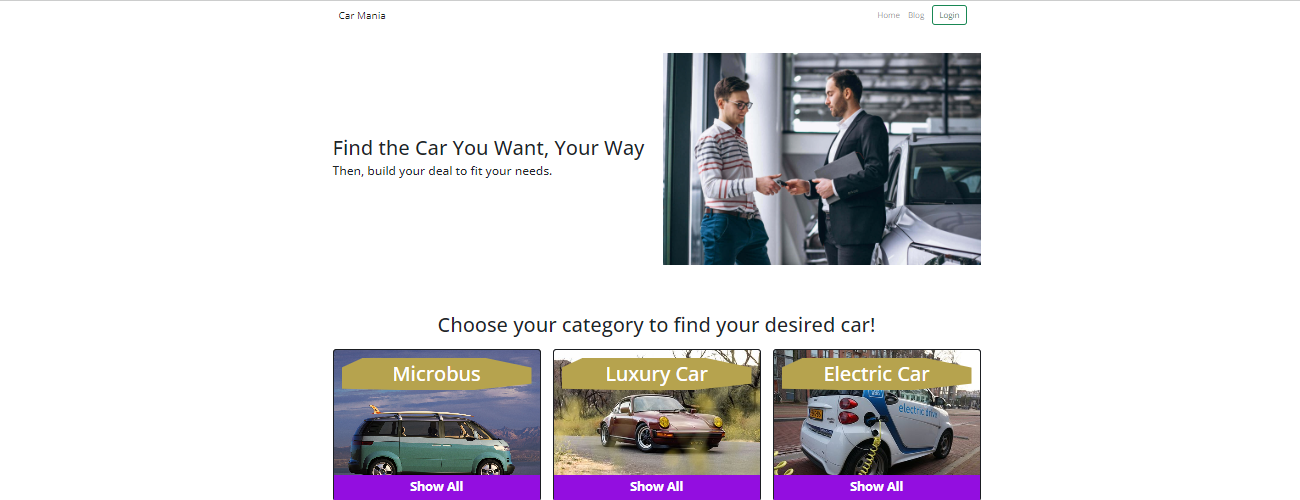 Car Mania
Home Blog Login
Find the Car You Want, Your Way
Then, build your deal to fit your needs.
Choose your category to find your desired car!
Microbus
Luxury Car
Electric Car
electric drive
Show All
Show All
Show All